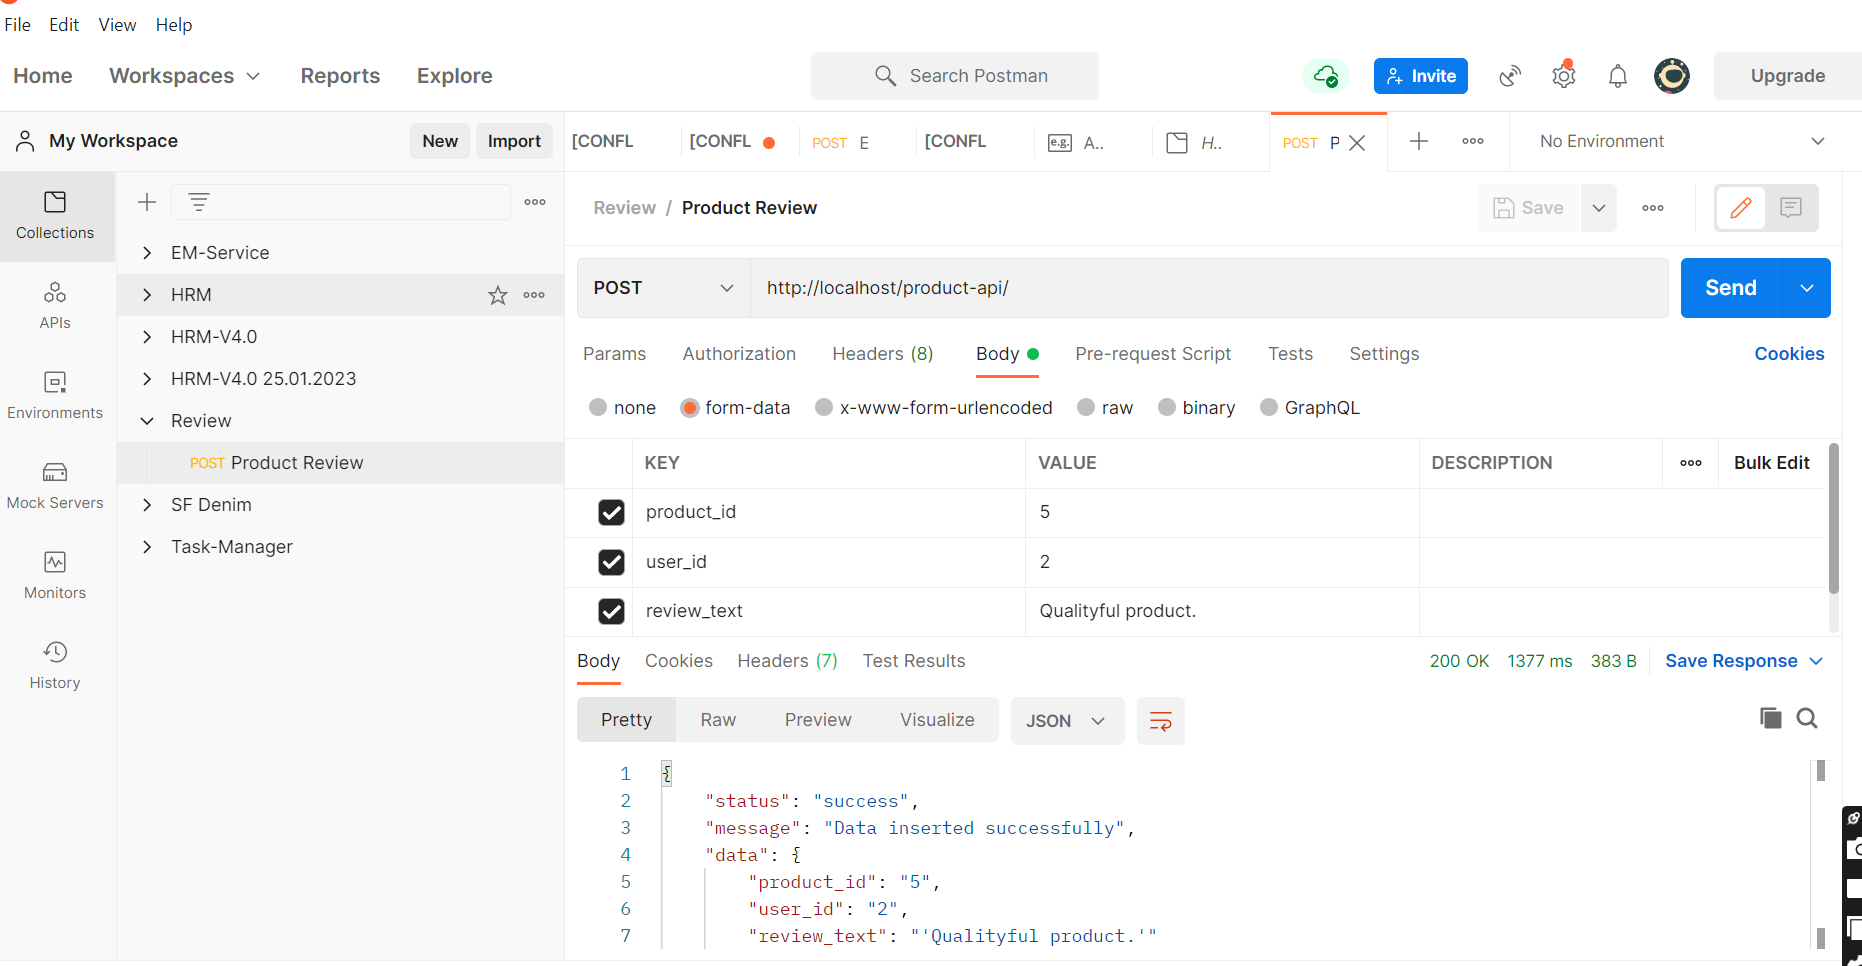 File Edit View Help
Home Workspaces Reports Explore Search Postman Invite Upgrade
My Workspace New Import [CONFL [CONFL POST E [CONFL e.g. A.. H.. POST P No Environment
Collections
Review / Product Review Save
EM-Service
HRM
POST http://localhost/product-api/ Send
APIs
HRM-V4.0
Params Authorization Headers (8) Body Pre-request Script Tests Settings Cookies
HRM-V4.0 25.01.2023
Environments
none form-data x-www-form-urlencoded raw binary GraphQL
Review
KEY VALUE DESCRIPTION Bulk Edit
POST Product Review
Mock Servers
SF Denim
product_id 5
Task-Manager
user_id 2
Monitors
review_text Qualityful product.
Body Cookies Headers (7) Test Results 200 OK 1377 ms 383 B Save Response
History
Pretty Raw Preview Visualize JSON
1 {
2 "status": "success",
3 "message": "Data inserted successfully",
4 "data": {
5 "product_id": "5",
6 "user_id": "2",
7 "review_text": "'Qualityful product.'"